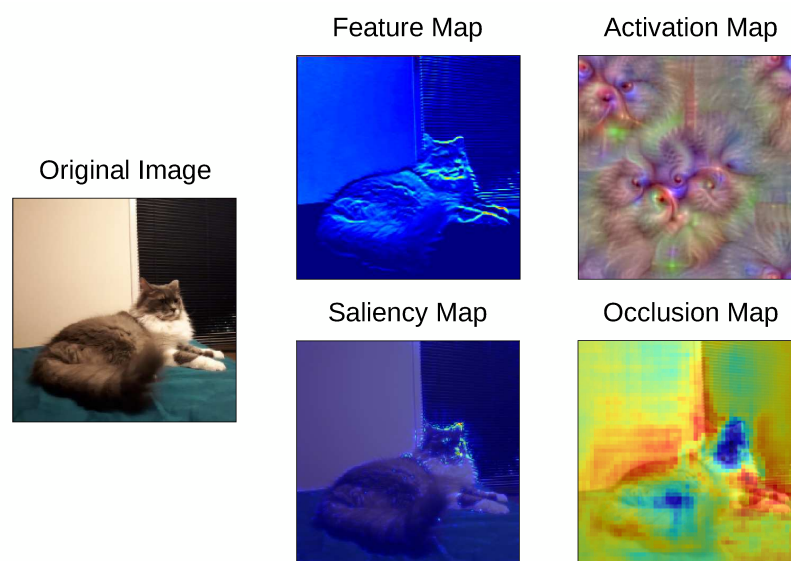 Feature Map
Activation Map
Original Image
Saliency Map
Occlusion Map